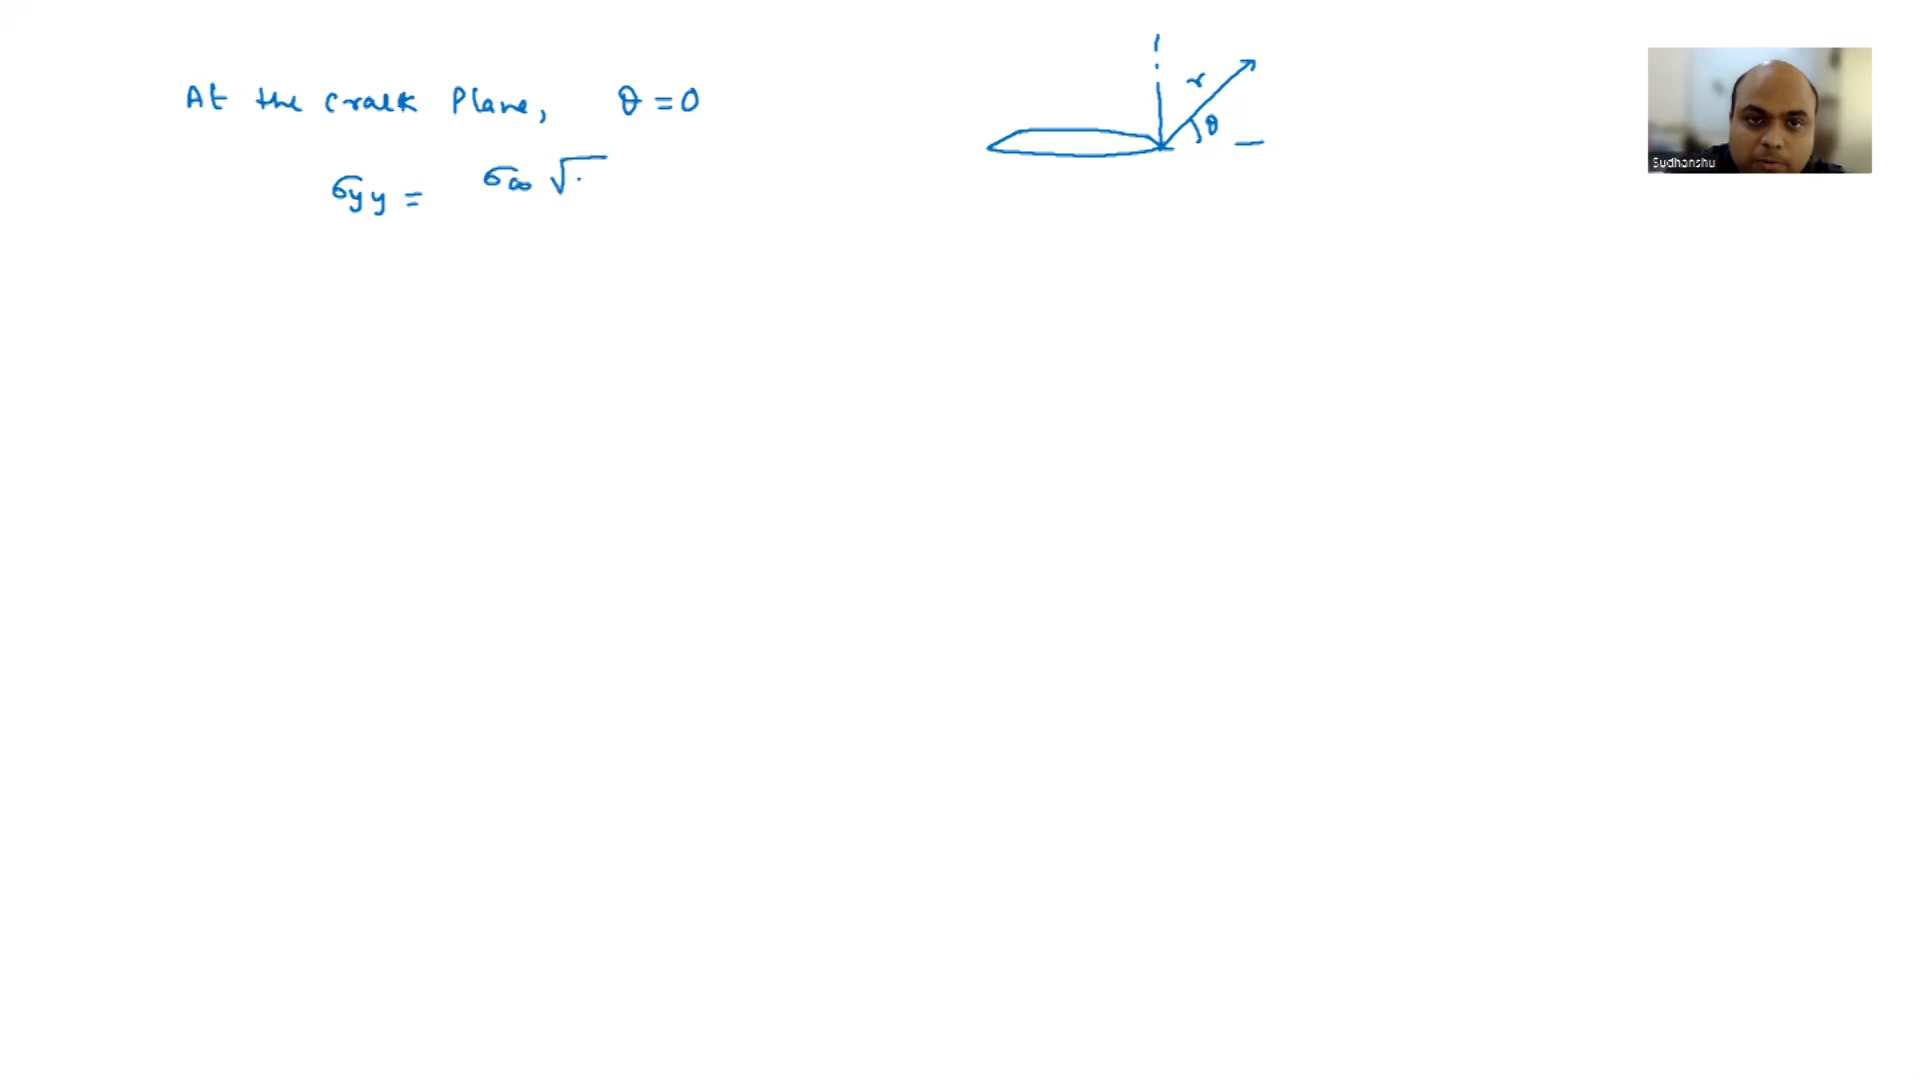 At the crack Plane, θ = 0
r
θ
σyy = σ∞ √
Sudhanshu